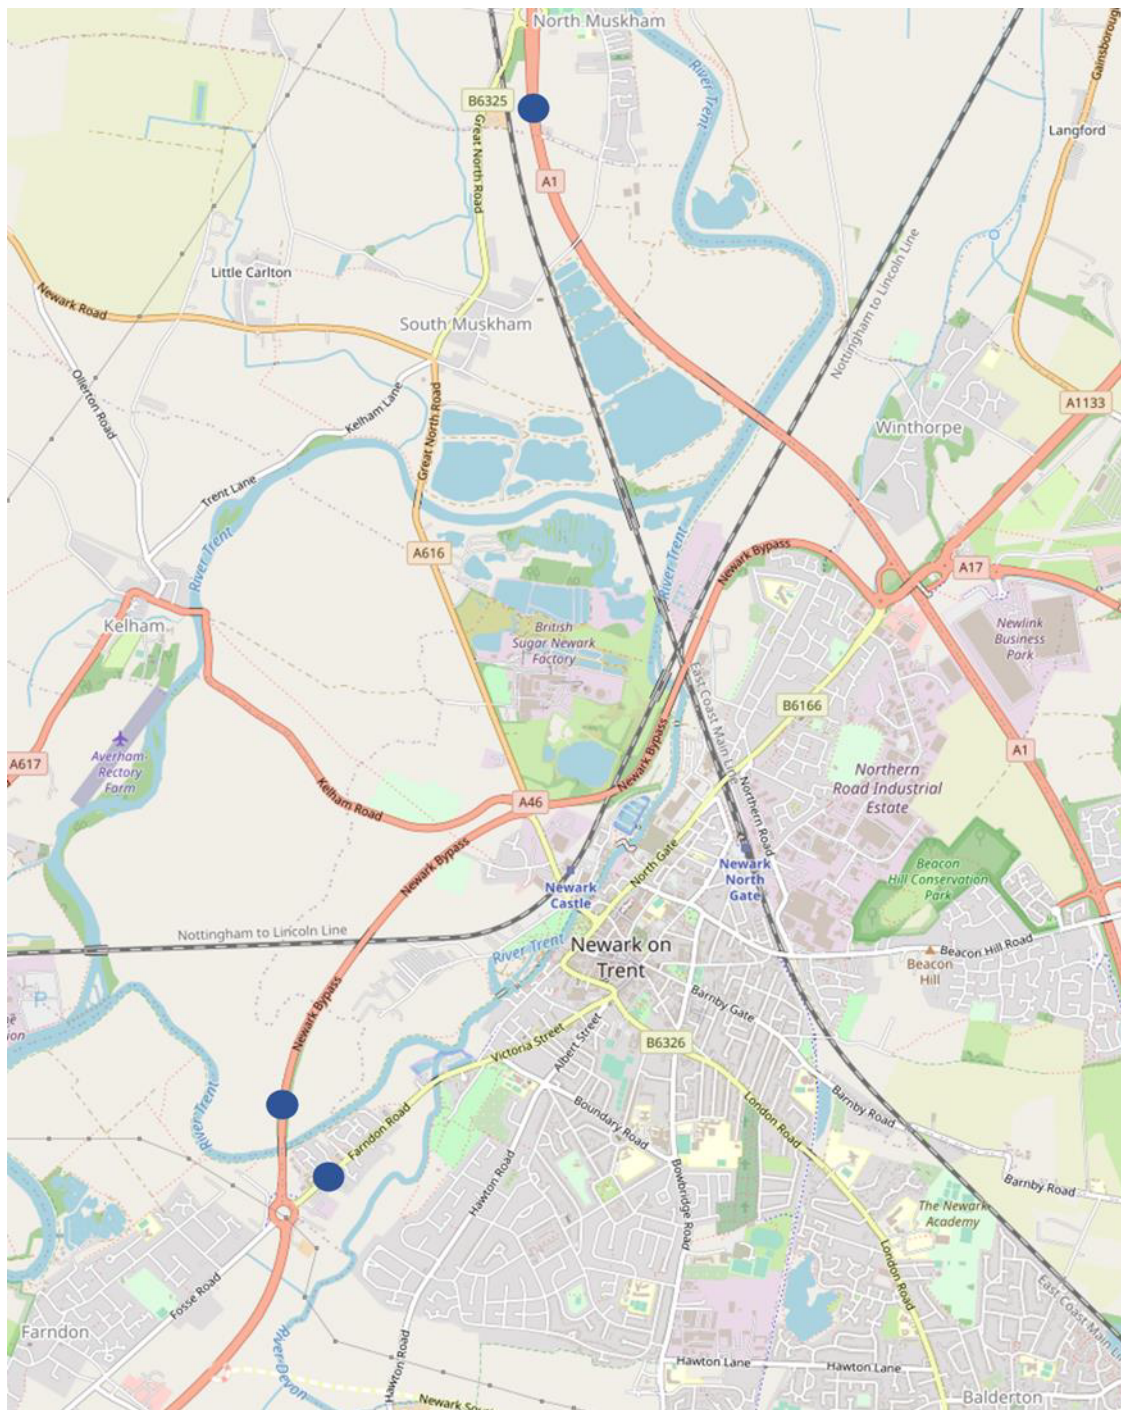 North Muskham
Gainsborough
B6325
River Trent
Langford
Great North Road
A1
Nottingham to Lincoln Line
Little Carlton
Newark Road
South Muskham
Ollerton Road
Kelham Lane
Great North Road
A1133
Winthorpe
Trent Lane
River Trent
A616
River Trent
Newark Bypass
A17
Kelham
British
Sugar Newark
Factory
Newlink
Business
Park
East Coast Main Line
B6166
Averham
Rectory
Farm
A617
Newark Bypass
A1
Northern
Road Industrial
Estate
Kelham Road
A46
Northern Road
Newark Bypass
North Gate
Newark
North
Gate
Beacon
Hill Conservation
Park
Newark
Castle
Nottingham to Lincoln Line
River Trent
Newark on
Trent
Beacon Hill Road
Beacon
Hill
Barnby Gate
Newark Bypass
Victoria Street
Albert Street
B6326
River Trent
Farndon Road
Boundary Road
London Road
Barnby Road
Barnby Road
Hawton Road
Bowbridge Road
The Newark
Academy
London Road
Fosse Road
Farndon
River Devon
Hawton Road
East Coast Main Lin
Hawton Lane
Hawton Lane
Balderton